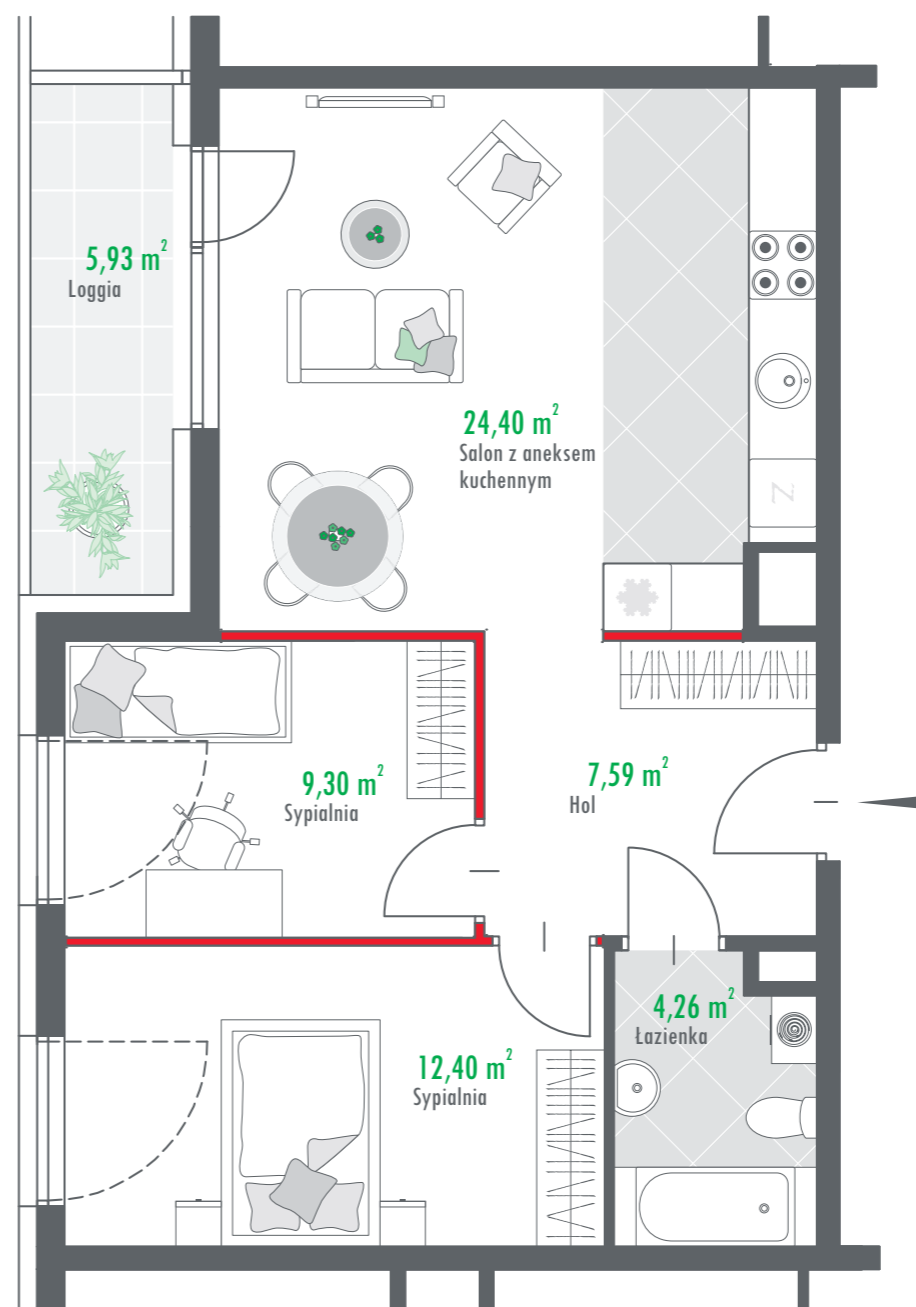 5,93 m²
Loggia
24,40 m²
Salon z aneksem
kuchennym
Z
9,30 m²
Sypialnia
7,59 m²
Hol
4,26 m²
Łazienka
12,40 m²
Sypialnia